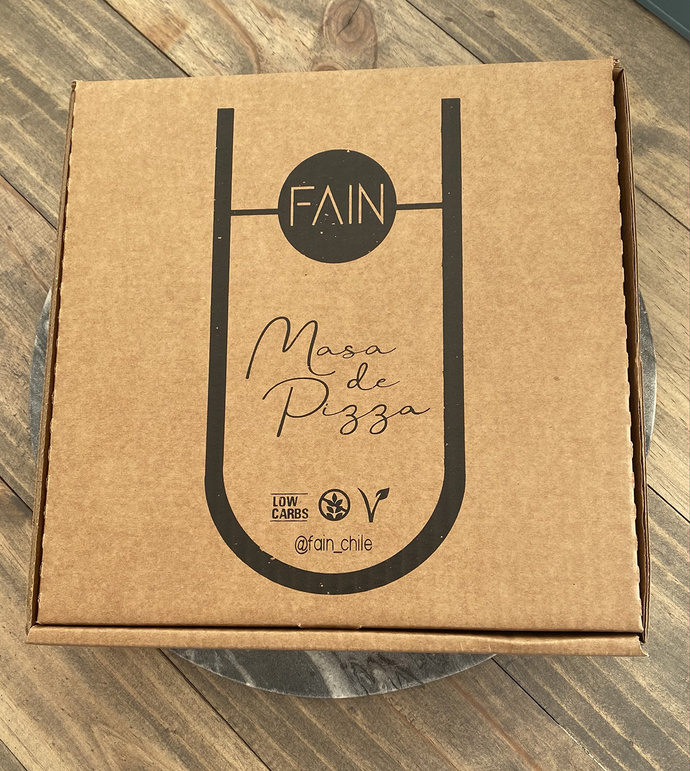 FAIN
Masa
de
Pizza
LOW
CARBS
@fain_chile